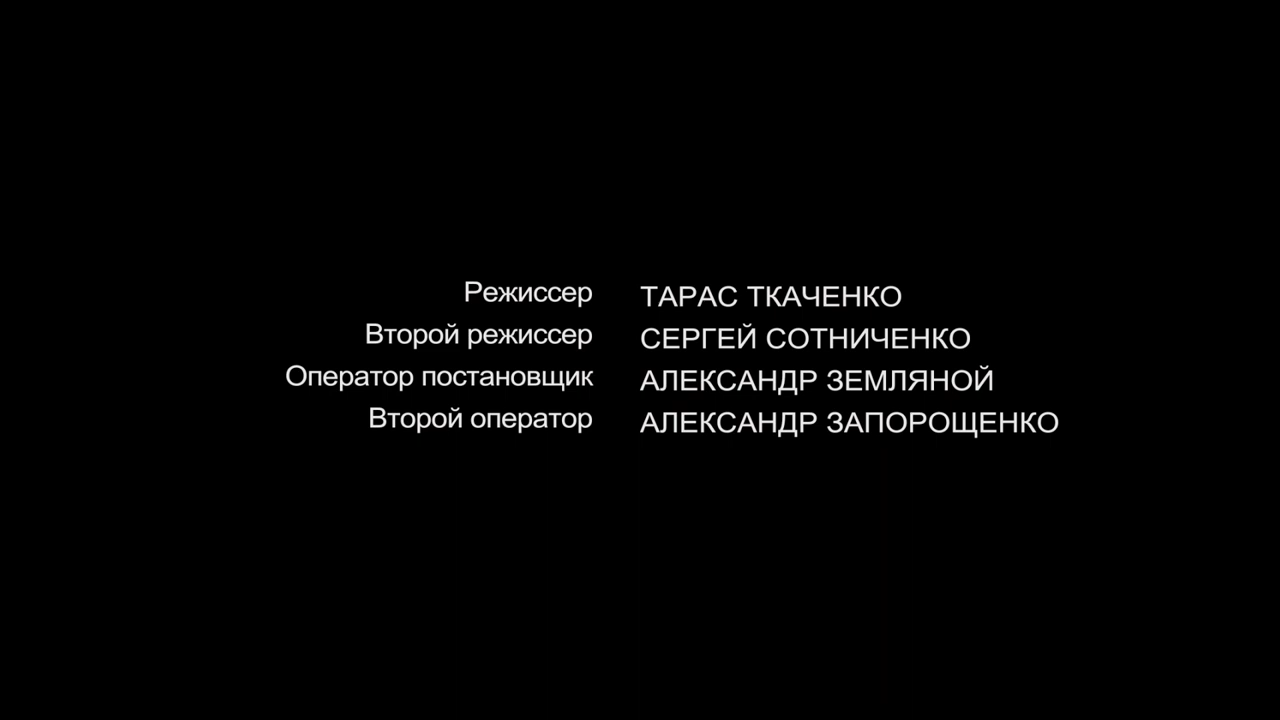 Режиссер ТАРАС ТКАЧЕНКО
Второй режиссер СЕРГЕЙ СОТНИЧЕНКО
Оператор постановщик АЛЕКСАНДР ЗЕМЛЯНОЙ
Второй оператор АЛЕКСАНДР ЗАПОРОЩЕНКО